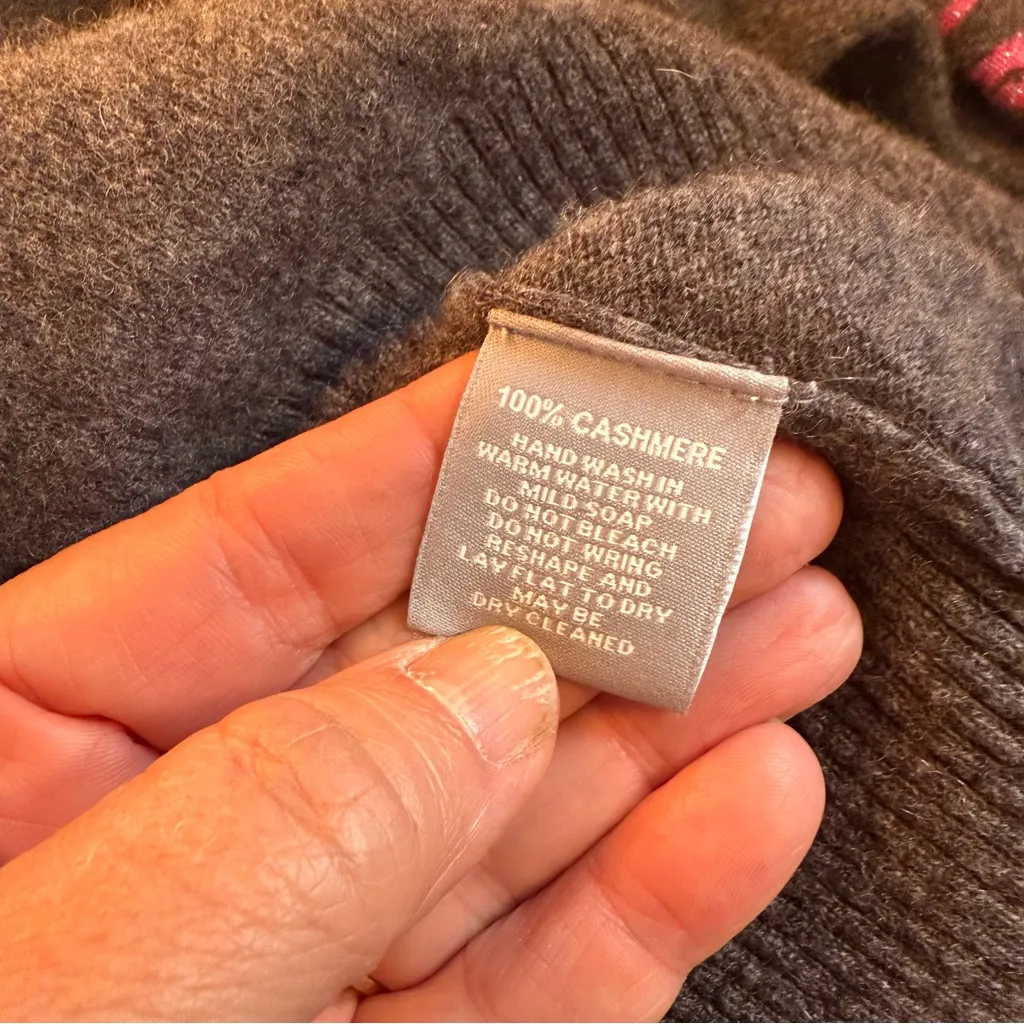 100% CASHMERE
HAND WASH IN
WARM WATER WITH
MILD SOAP
DO NOT BLEACH
DO NOT WRING
RESHAPE AND
LAY FLAT TO DRY
MAY BE
DRY CLEANED